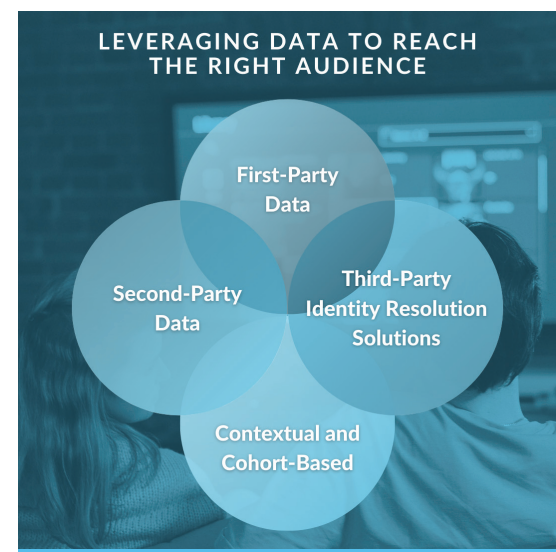 LEVERAGING DATA TO REACH
THE RIGHT AUDIENCE
First-Party
Data
Second-Party
Data
Third-Party
Identity Resolution
Solutions
Contextual and
Cohort-Based